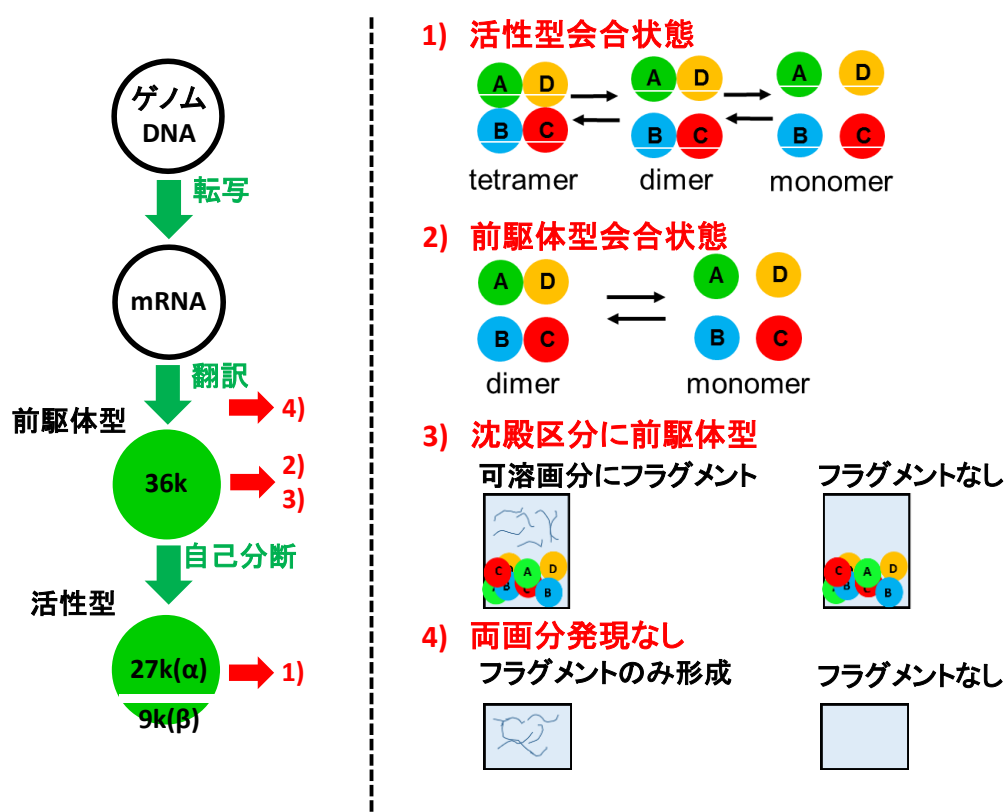 ゲノム
DNA
転写
mRNA
翻訳
前駆体型
4)
36k
2)
3)
自己分断
活性型
27k(α)
1)
9k(β)
1) 活性型会合状態
A D A D A D
B C B C B C
tetramer dimer monomer
2) 前駆体型会合状態
A D A D
B C B C
dimer monomer
3) 沈殿区分に前駆体型
可溶画分にフラグメント フラグメントなし
C A D C A D
B B B B
4) 両画分発現なし
フラグメントのみ形成 フラグメントなし